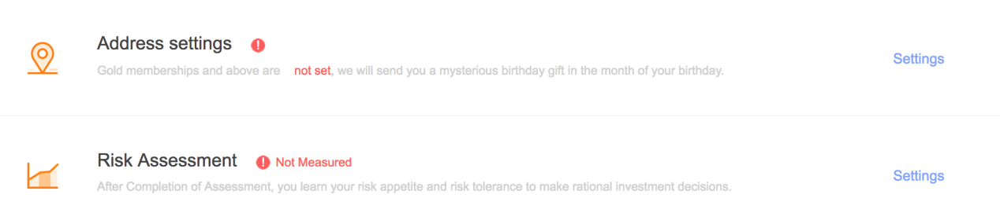 Address settings
Gold memberships and above are not set, we will send you a mysterious birthday gift in the month of your birthday.
Settings
Risk Assessment Not Measured
After Completion of Assessment, you learn your risk appetite and risk tolerance to make rational investment decisions.
Settings